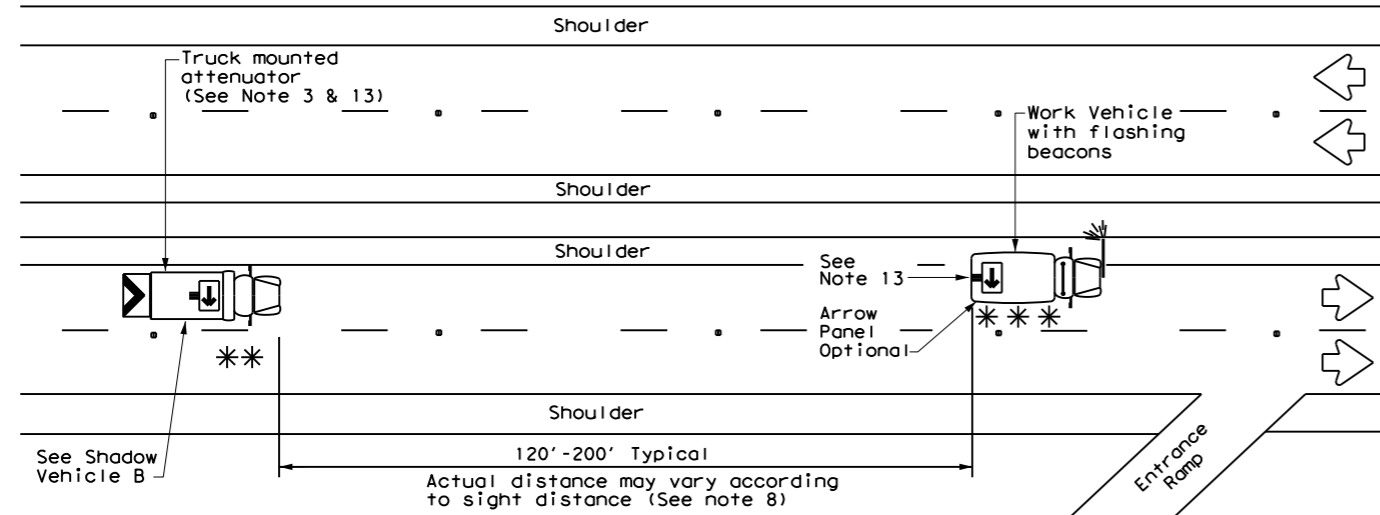 Shoulder
Truck mounted
attenuator
(See Note 3 & 13)
Work Vehicle
with flashing
beacons
Shoulder
Shoulder
See
Note 13
Arrow
Panel
Optional
Shoulder
See Shadow
Vehicle B
120'-200' Typical
Actual distance may vary according
to sight distance (See note 8)
Entrance
Ramp